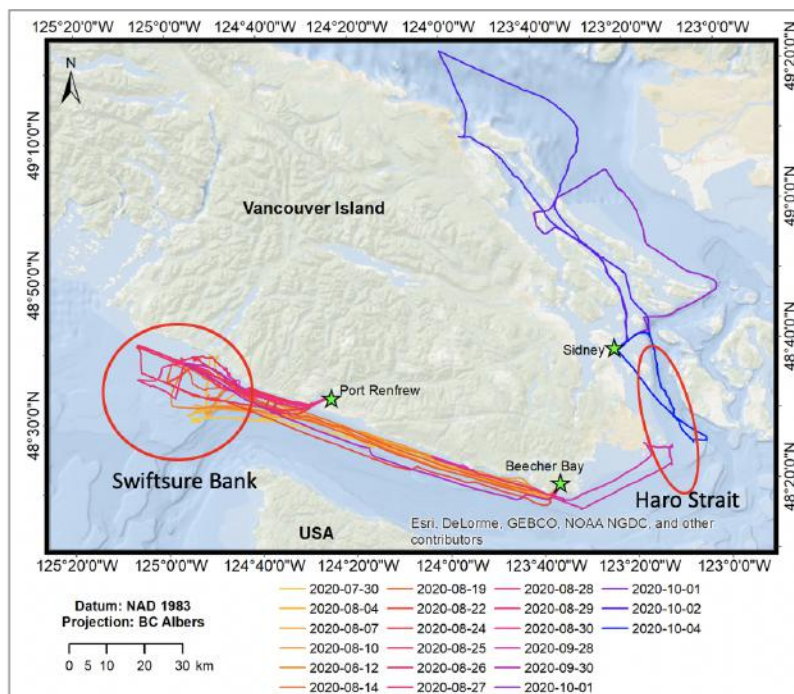 125°20'0"W 125°0'0"W 124°40'0"W 124°20'0"W 124°0'0"W 123°40'0"W 123°20'0"W 123°0'0"W
49°20'0"N
N
49°10'0"N
Vancouver Island
49°0'0"N
48°50'0"N
48°40'0"N
Sidney
Port Renfrew
48°30'0"N
Beecher Bay
48°20'0"N
Swiftsure Bank
Haro Strait
Esri, DeLorme, GEBCO, NOAA NGDC, and other
contributors
USA
125°20'0"W 125°0'0"W 124°40'0"W 124°20'0"W 124°0'0"W 123°40'0"W 123°20'0"W 123°0'0"W
Datum: NAD 1983
Projection: BC Albers
0 5 10 20 30 km
2020-07-30 2020-08-19 2020-08-28 2020-10-01
2020-08-04 2020-08-22 2020-08-29 2020-10-02
2020-08-07 2020-08-24 2020-08-30 2020-10-04
2020-08-10 2020-08-25 2020-09-28
2020-08-12 2020-08-26 2020-09-30
2020-08-14 2020-08-27 2020-10-01